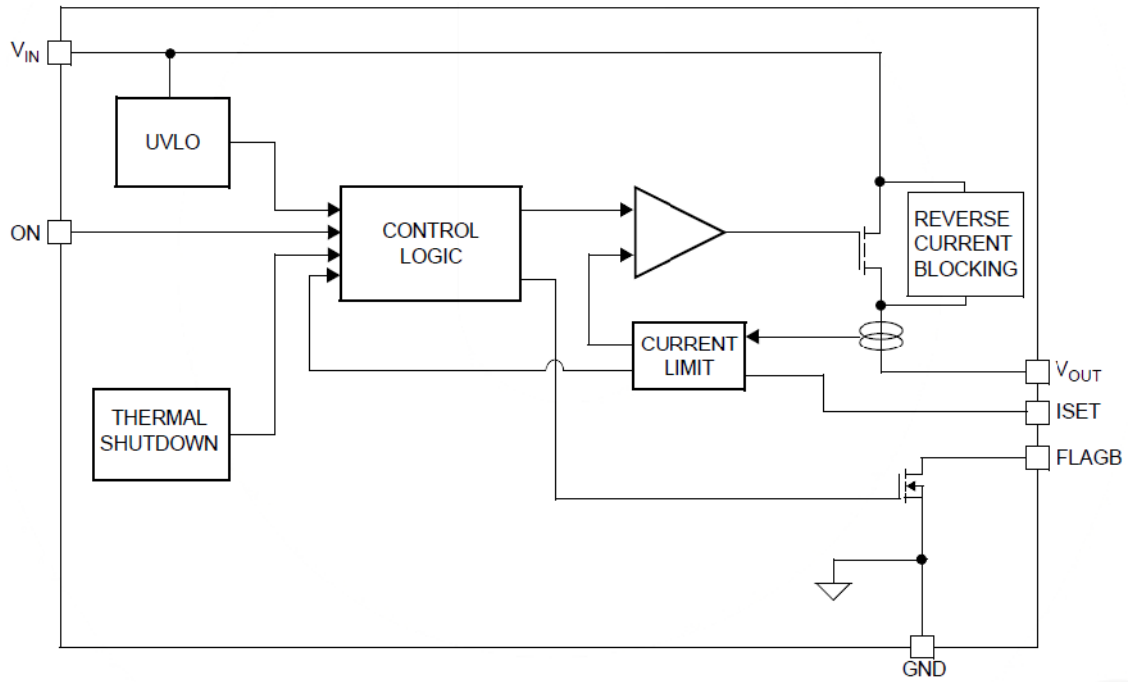 VIN
UVLO
ON
CONTROL
LOGIC
REVERSE
CURRENT
BLOCKING
CURRENT
LIMIT
VOUT
ISET
THERMAL
SHUTDOWN
FLAGB
GND